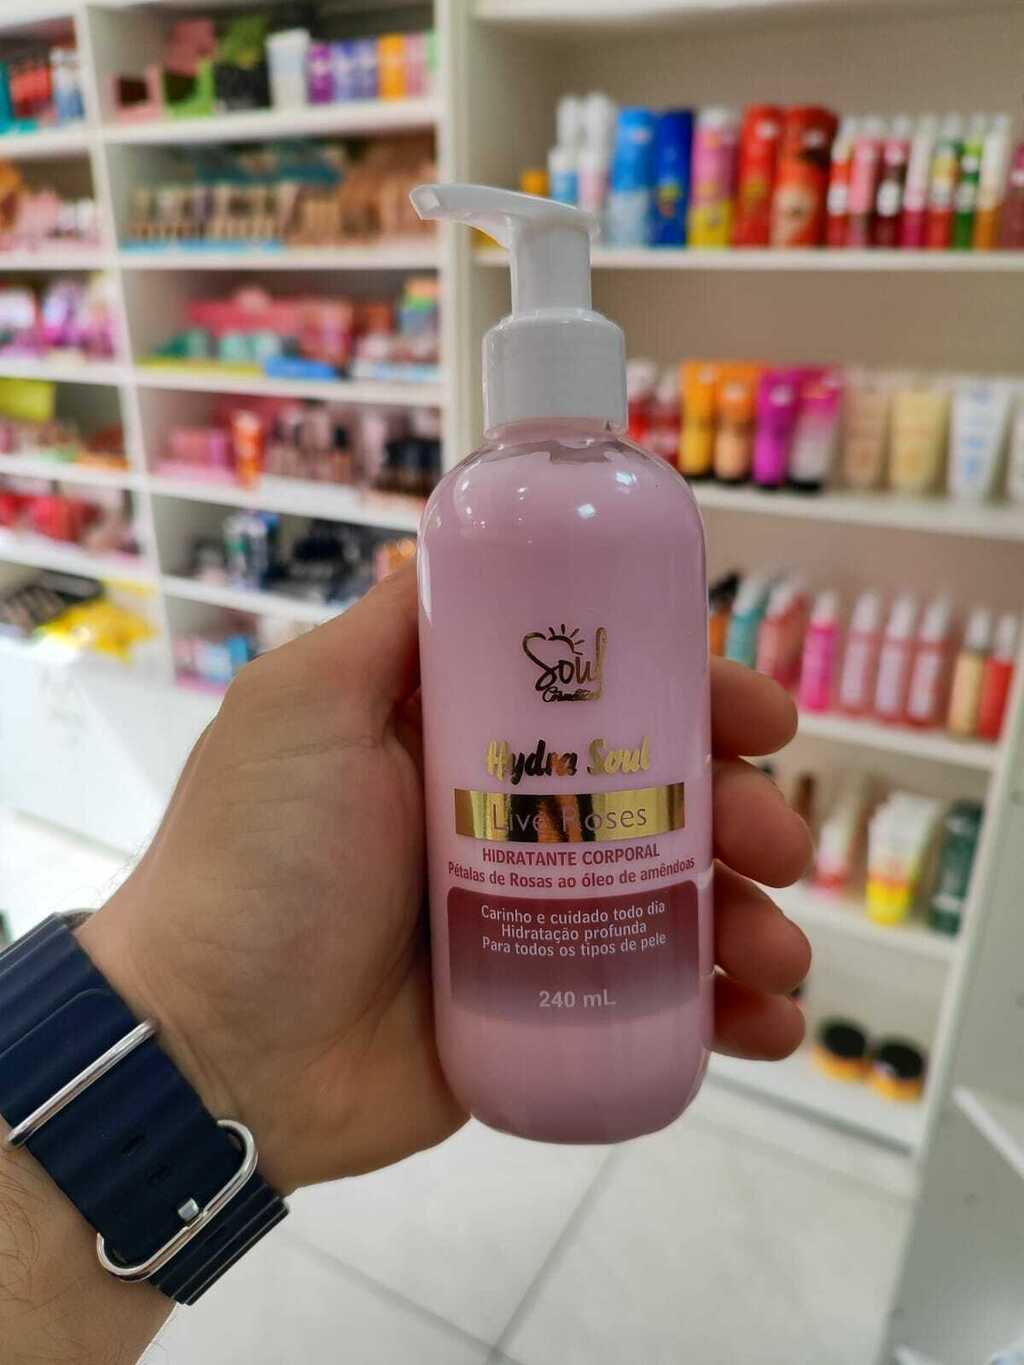 Soul
Cosméticos
Hydra Soul
Live Roses
HIDRATANTE CORPORAL
Pétalas de Rosas ao óleo de amêndoas
Carinho e cuidado todo dia
Hidratação profunda
Para todos os tipos de pele
240 mL